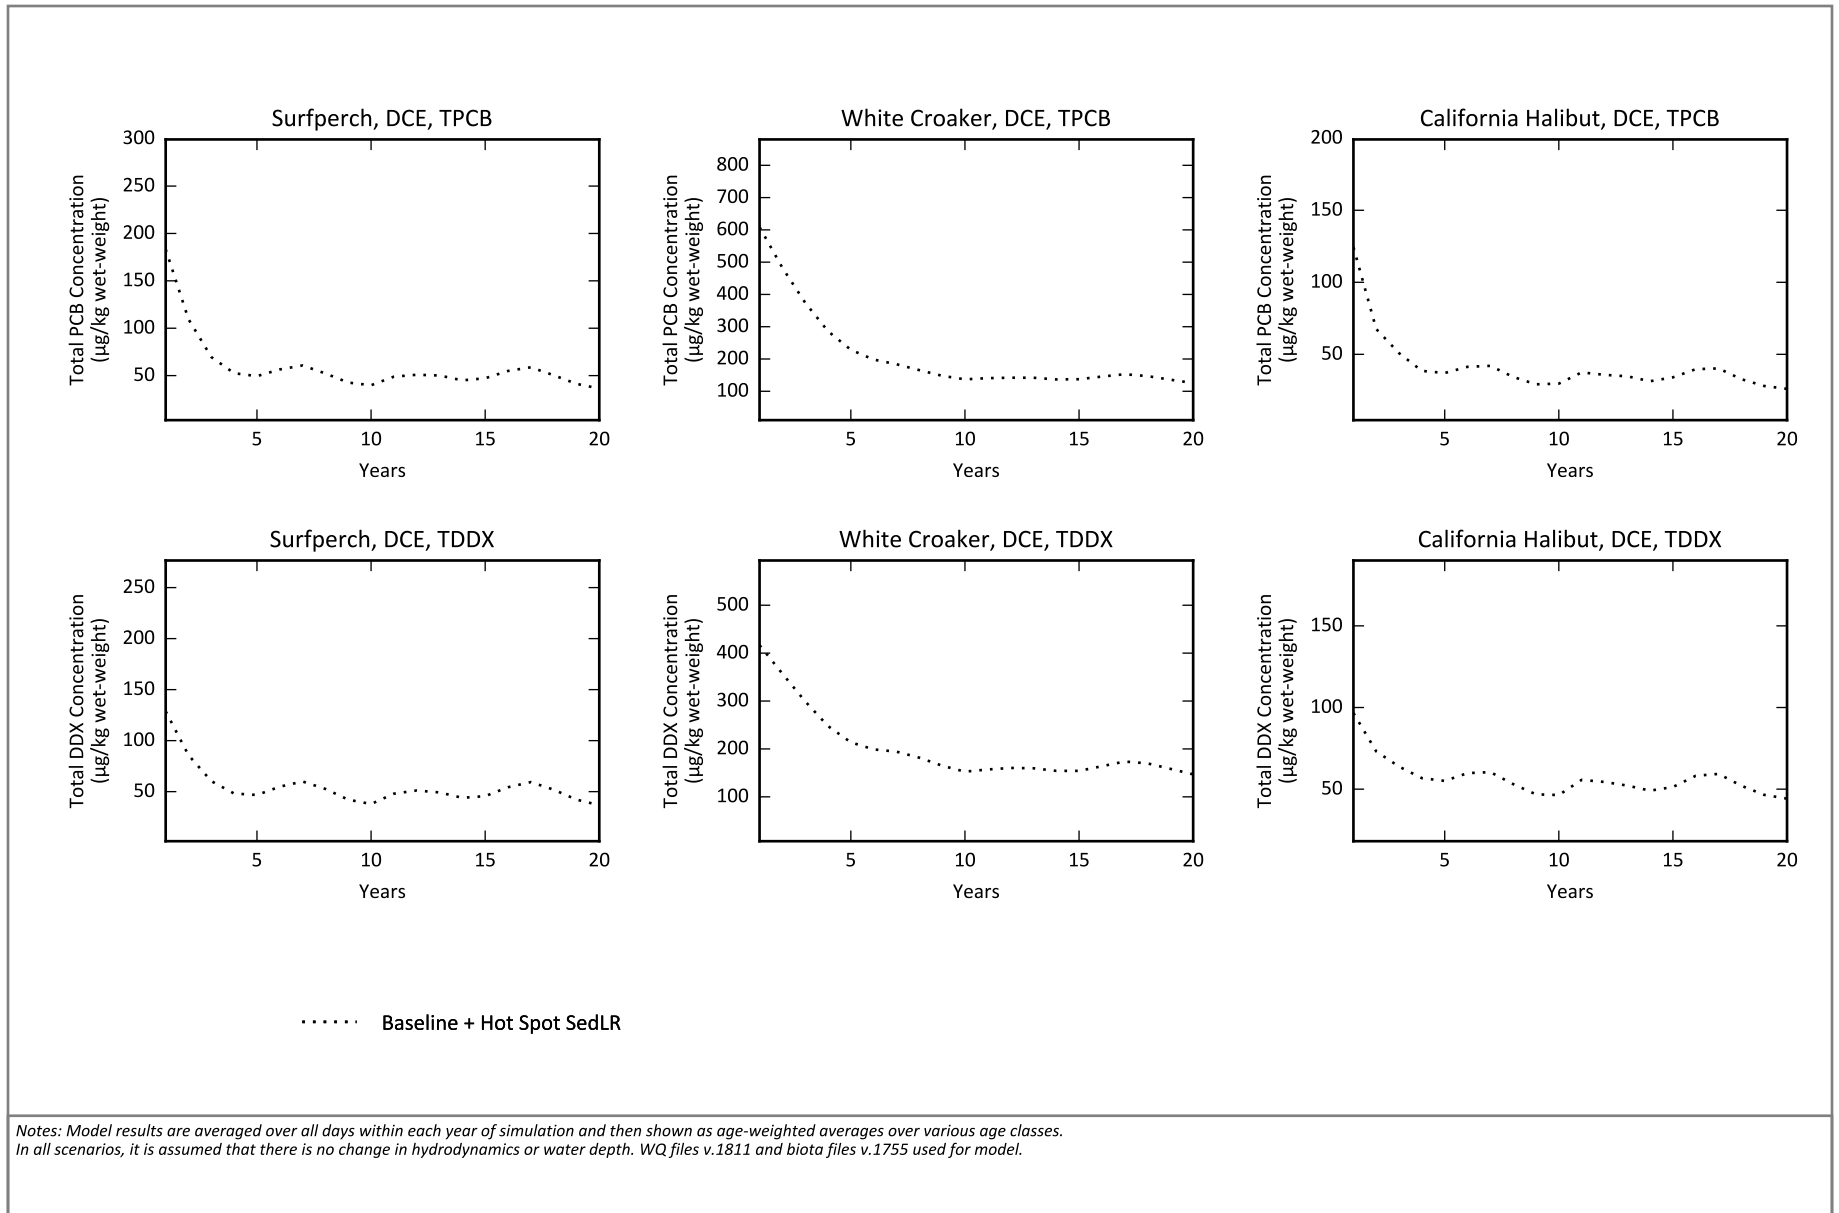 Surfperch, DCE, TPCB
Total PCB Concentration
(µg/kg wet-weight)
300
250
200
150
100
50
5 10 15 20
Years
White Croaker, DCE, TPCB
Total PCB Concentration
(µg/kg wet-weight)
800
700
600
500
400
300
200
100
5 10 15 20
Years
California Halibut, DCE, TPCB
Total PCB Concentration
(µg/kg wet-weight)
200
150
100
50
5 10 15 20
Years
Surfperch, DCE, TDDX
Total DDX Concentration
(µg/kg wet-weight)
250
200
150
100
50
5 10 15 20
Years
White Croaker, DCE, TDDX
Total DDX Concentration
(µg/kg wet-weight)
500
400
300
200
100
5 10 15 20
Years
California Halibut, DCE, TDDX
Total DDX Concentration
(µg/kg wet-weight)
150
100
50
5 10 15 20
Years
Baseline + Hot Spot SedLR
Notes: Model results are averaged over all days within each year of simulation and then shown as age-weighted averages over various age classes.
In all scenarios, it is assumed that there is no change in hydrodynamics or water depth. WQ files v.1811 and biota files v.1755 used for model.